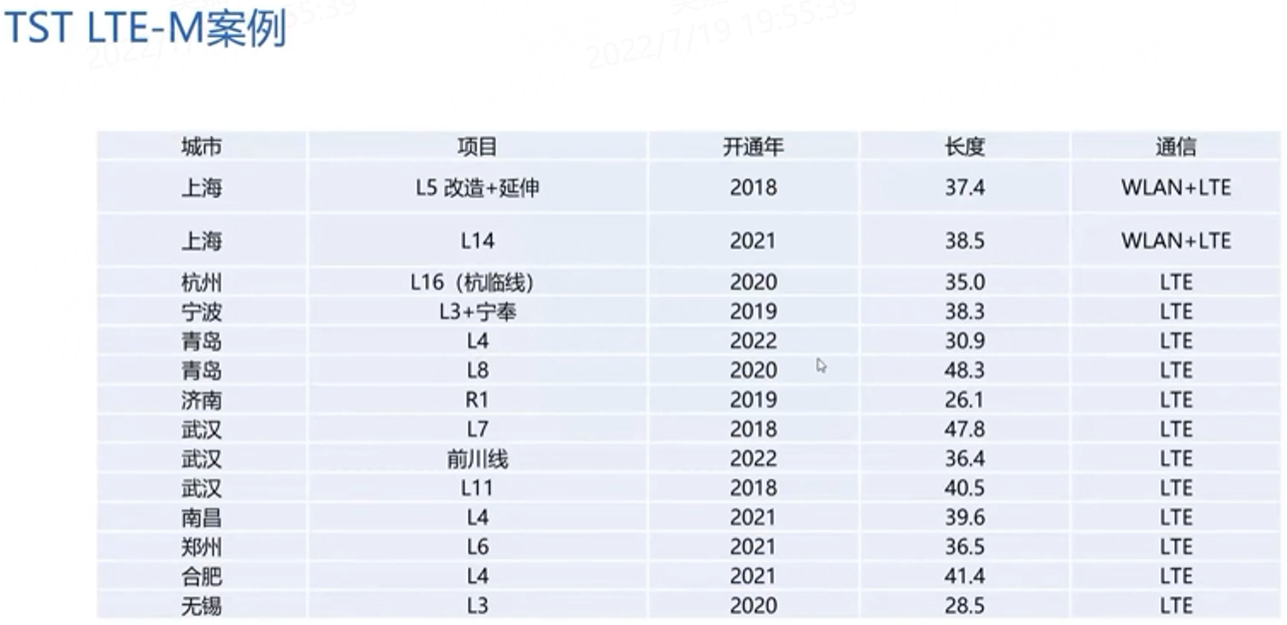 TST LTE-M案例
2022/7/19 19:55:39
城市 项目 开通年 长度 通信
上海 L5 改造+延伸 2018 37.4 WLAN+LTE
上海 L14 2021 38.5 WLAN+LTE
杭州 L16（杭临线） 2020 35.0 LTE
宁波 L3+宁奉 2019 38.3 LTE
青岛 L4 2022 30.9 LTE
青岛 L8 2020 48.3 LTE
济南 R1 2019 26.1 LTE
武汉 L7 2018 47.8 LTE
武汉 前川线 2022 36.4 LTE
武汉 L11 2018 40.5 LTE
南昌 L4 2021 39.6 LTE
郑州 L6 2021 36.5 LTE
合肥 L4 2021 41.4 LTE
无锡 L3 2020 28.5 LTE